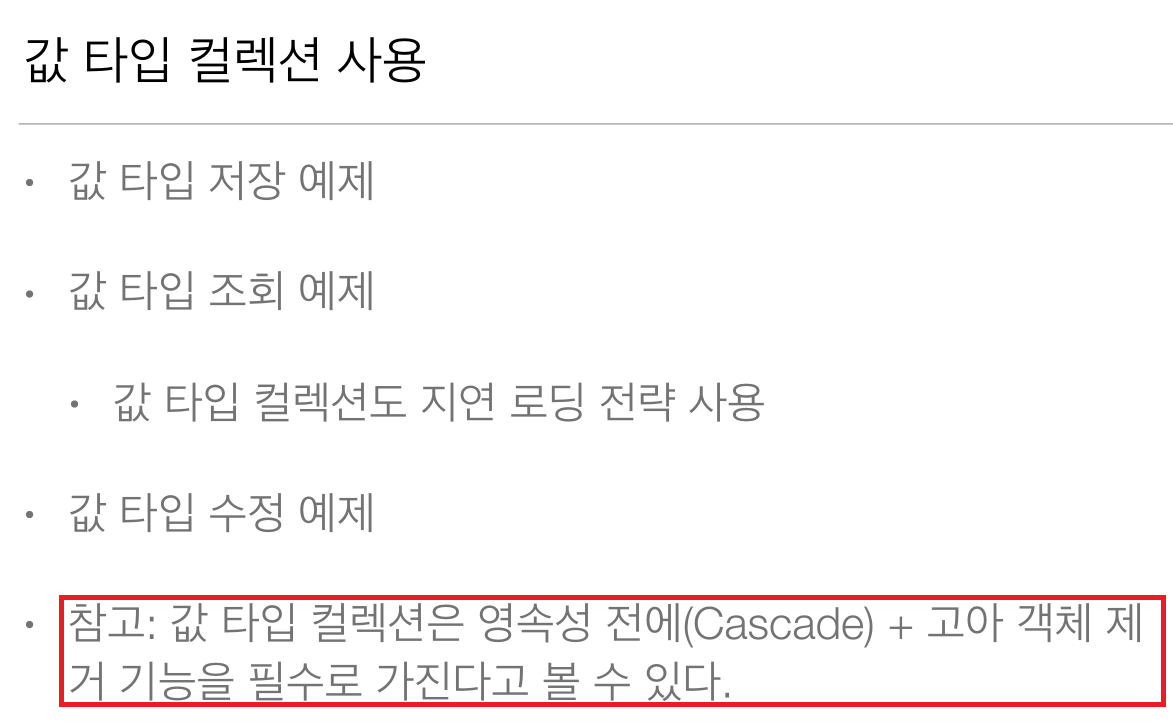 값 타입 컬렉션 사용
• 값 타입 저장 예제
• 값 타입 조회 예제
• 값 타입 컬렉션도 지연 로딩 전략 사용
• 값 타입 수정 예제
• 참고: 값 타입 컬렉션은 영속성 전에(Cascade) + 고아 객체 제
거 기능을 필수로 가진다고 볼 수 있다.